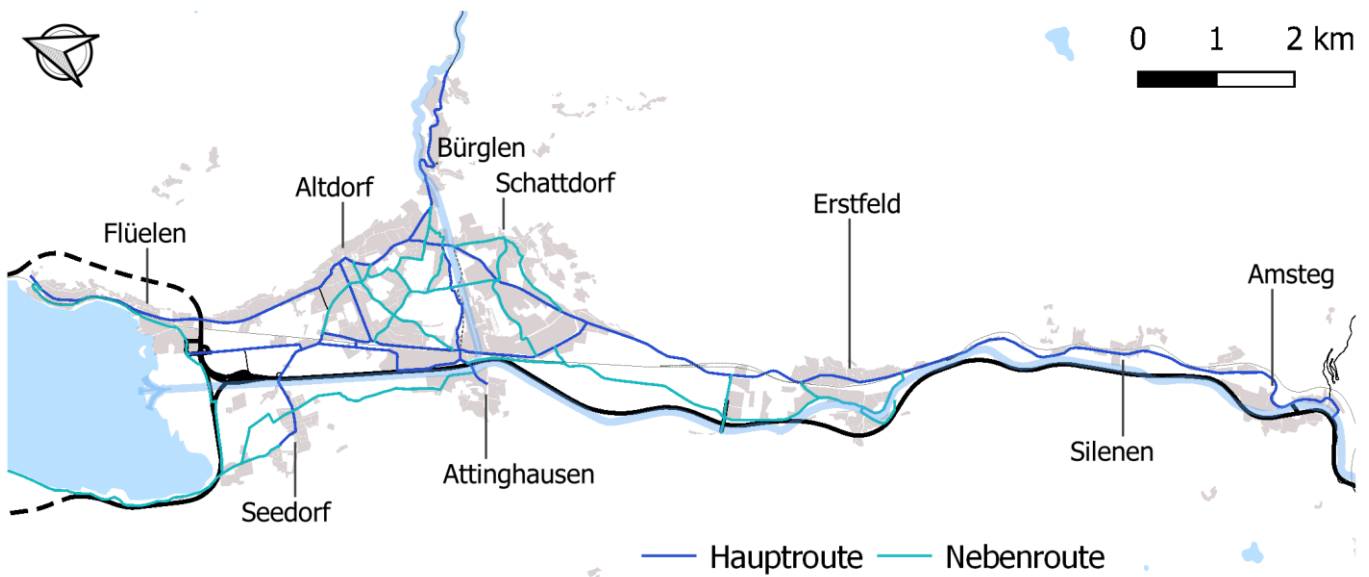 0 1 2 km
Bürglen
Altdorf
Schattdorf
Erstfeld
Flüelen
Amsteg
Silenen
Attinghausen
Seedorf
Hauptroute
Nebenroute